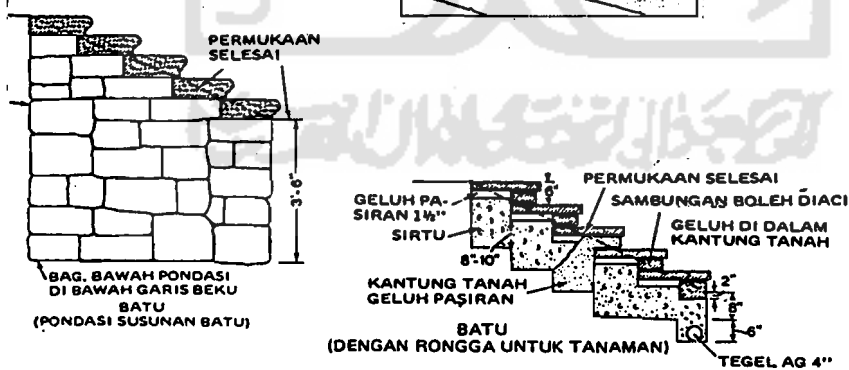 PERMUKAAN
SELESAI
3'-6"
BAG. BAWAH PONDASI
DI BAWAH GARIS BEKU
BATU
(PONDASI SUSUNAN BATU)
PERMUKAAN SELESAI
SAMBUNGAN BOLEH DIACI
GELUH DI DALAM
KANTUNG TANAH
GELUH PA-
SIRAN 1½"
SIRTU
6"
8"-10"
KANTUNG TANAH
GELUH PASIRAN
2"
6"
BATU
(DENGAN RONGGA UNTUK TANAMAN)
TEGEL AG 4"